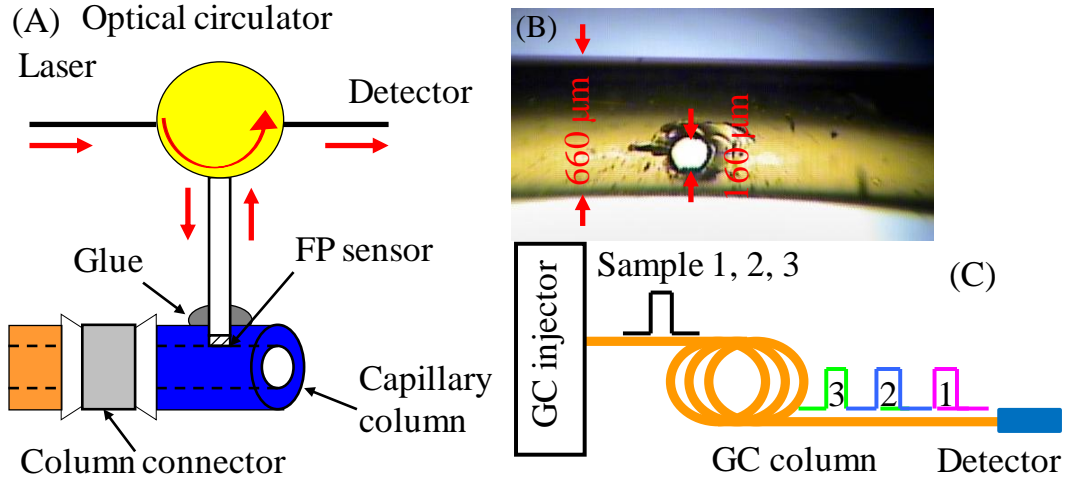 (A)
Optical circulator
Laser
Detector
FP sensor
Glue
Capillary
column
Column connector
(B)
660 μm
160 μm
(C)
Sample 1, 2, 3
GC injector
3
2
1
GC column
Detector